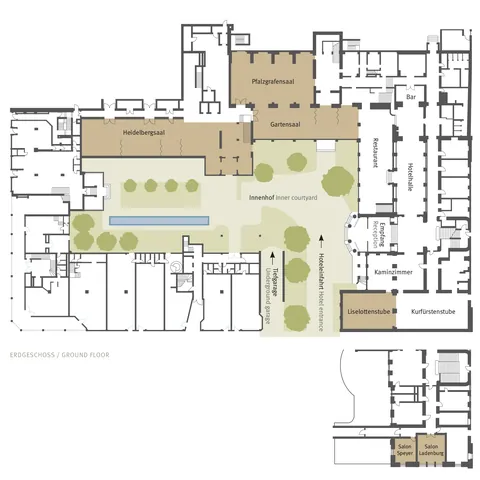 Pfalzgrafensaal
Bar
Gartensaal
Heidelbergsaal
Restaurant
Hotelhalle
Innenhof Inner courtyard
Empfang
Reception
Tiefgarage
Underground garage
Hoteleinfahrt Hotel entrance
Kaminzimmer
Liselottenstube
Kurfürstenstube
ERDGESCHOSS / GROUND FLOOR
Salon
Speyer
Salon
Ladenburg